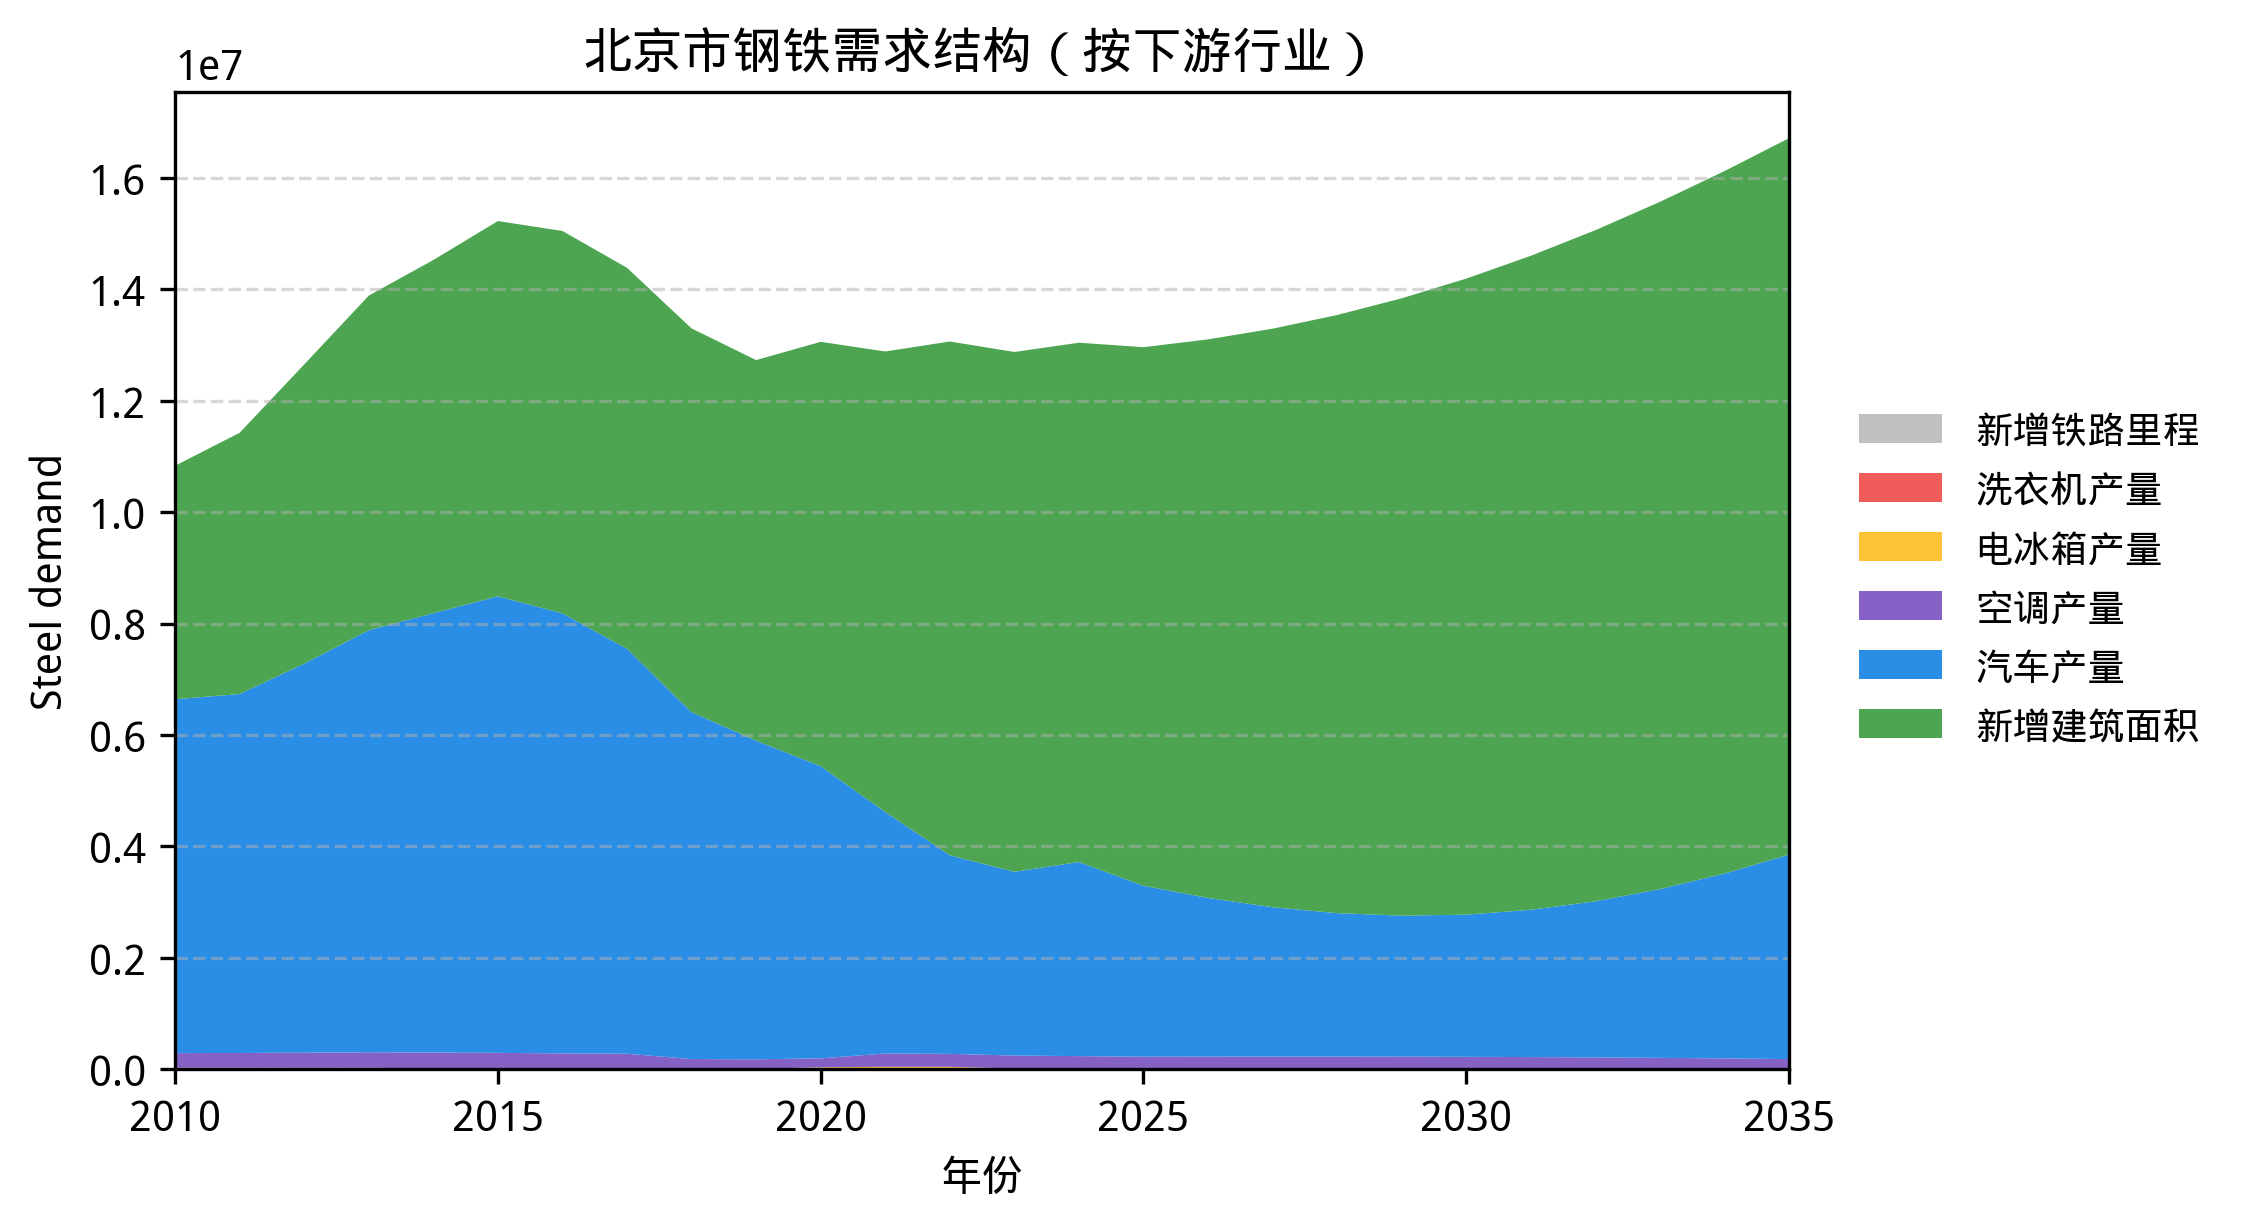 北京市钢铁需求结构（按下游行业）
1e7
1.6
1.4
1.2
1.0
0.8
0.6
0.4
0.2
0.0
Steel demand
2010 2015 2020 2025 2030 2035
年份
新增铁路里程
洗衣机产量
电冰箱产量
空调产量
汽车产量
新增建筑面积